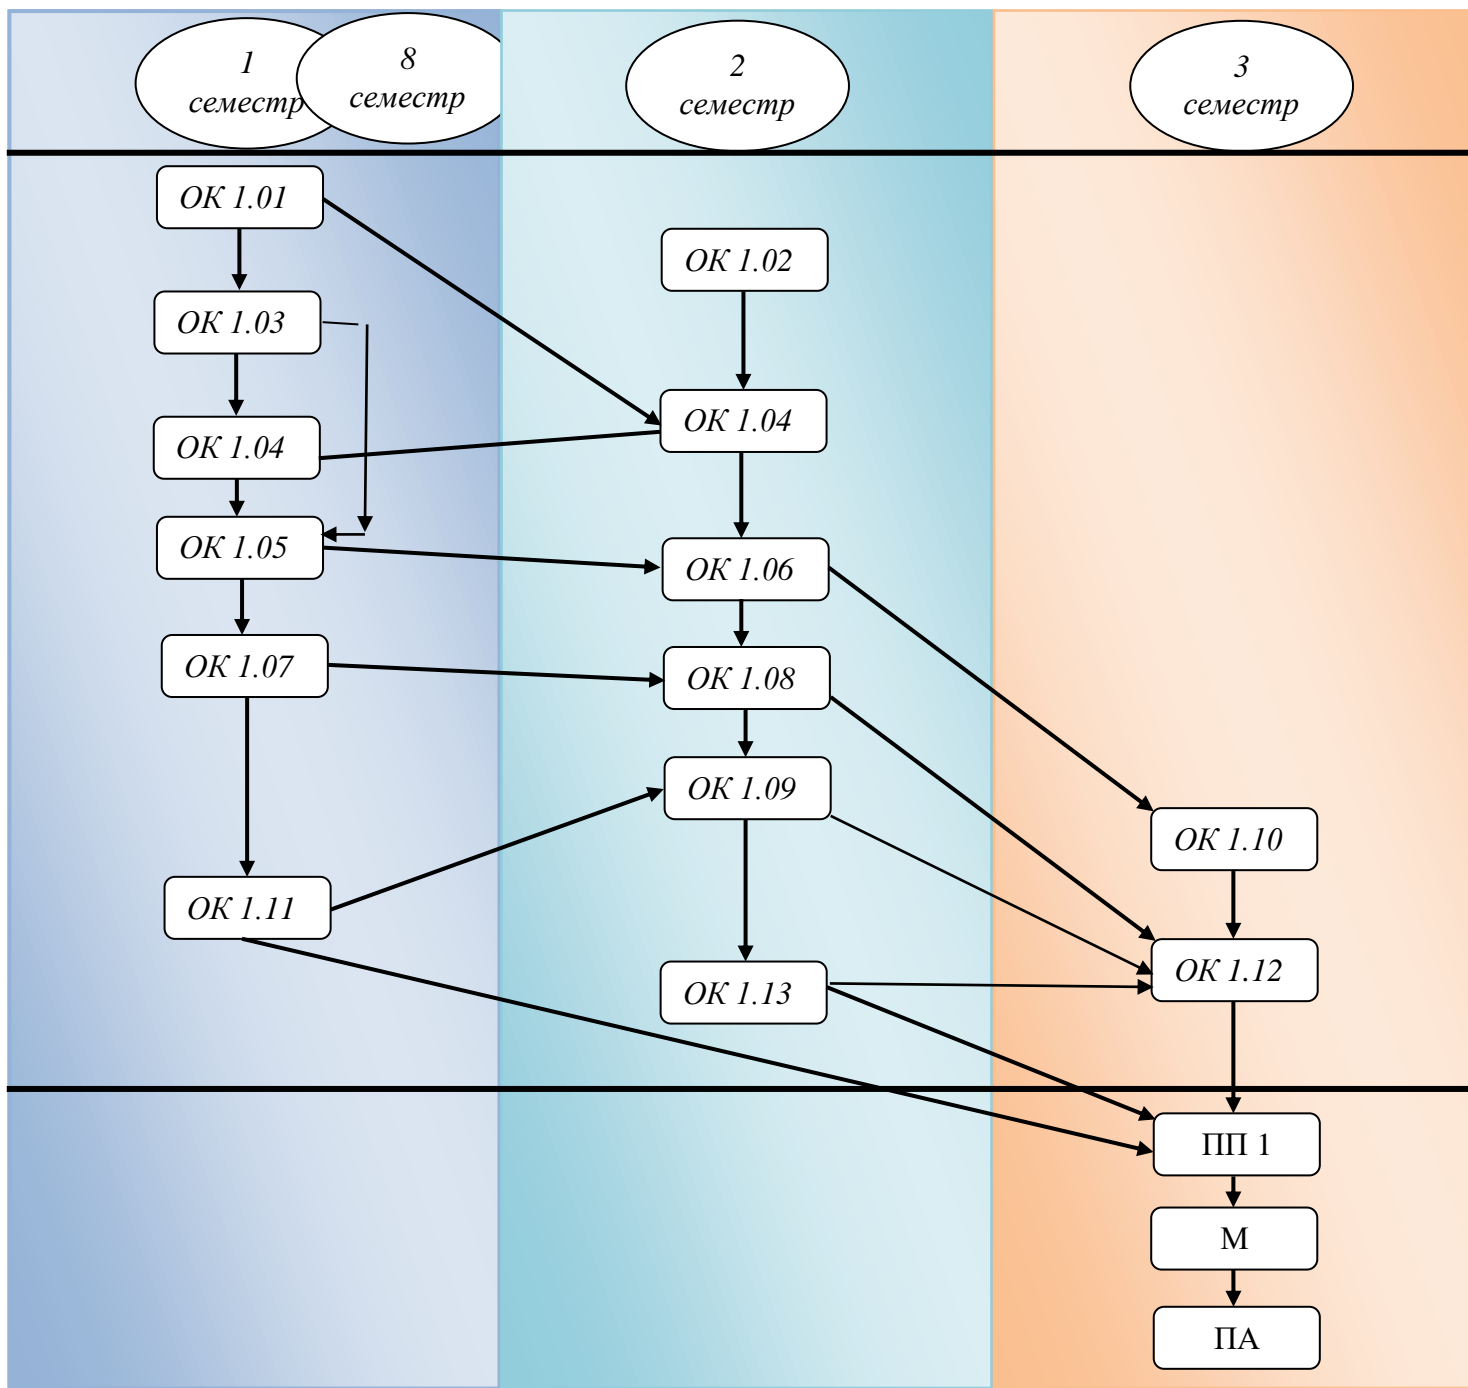 1
семестр
8
семестр
2
семестр
3
семестр
ОК 1.01
ОК 1.03
ОК 1.04
ОК 1.05
ОК 1.07
ОК 1.11
ОК 1.02
ОК 1.04
ОК 1.06
ОК 1.08
ОК 1.09
ОК 1.13
ОК 1.10
ОК 1.12
ПП 1
М
ПА